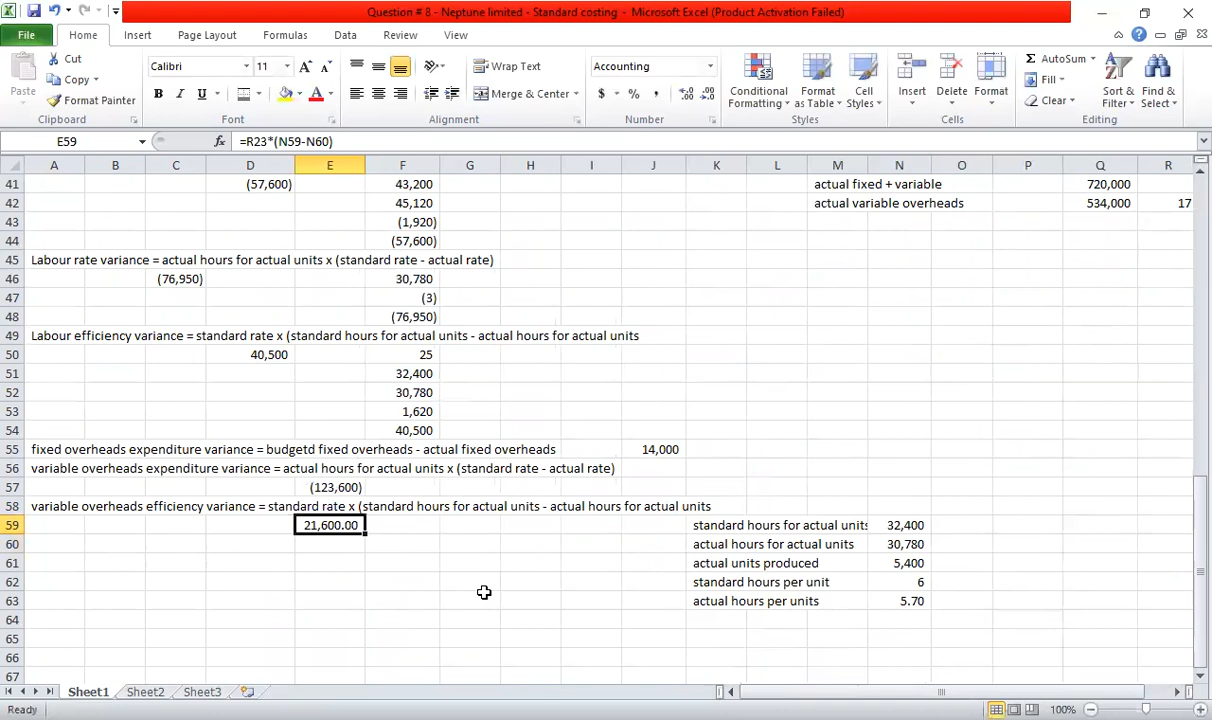 Question # 8 - Neptune limited - Standard costing - Microsoft Excel (Product Activation Failed)
File Home Insert Page Layout Formulas Data Review View
Paste
Cut
Copy
Format Painter
Clipboard
Calibri 11
B I U
Font
Wrap Text
Merge & Center
Alignment
Accounting
$ % ,
Number
Conditional Formatting
Format as Table
Cell Styles
Styles
Insert Delete Format
Cells
AutoSum
Fill
Clear
Sort & Filter
Find & Select
Editing
E59 fx =R23*(N59-N60)
A B C D E F G H I J K L M N O P Q R
41 (57,600) 43,200 actual fixed + variable 720,000
42 45,120 actual variable overheads 534,000 17
43 (1,920)
44 (57,600)
45 Labour rate variance = actual hours for actual units x (standard rate - actual rate)
46 (76,950) 30,780
47 (3)
48 (76,950)
49 Labour efficiency variance = standard rate x (standard hours for actual units - actual hours for actual units
50 40,500 25
51 32,400
52 30,780
53 1,620
54 40,500
55 fixed overheads expenditure variance = budgetd fixed overheads - actual fixed overheads 14,000
56 variable overheads expenditure variance = actual hours for actual units x (standard rate - actual rate)
57 (123,600)
58 variable overheads efficiency variance = standard rate x (standard hours for actual units - actual hours for actual units
59 21,600.00 standard hours for actual units 32,400
60 actual hours for actual units 30,780
61 actual units produced 5,400
62 standard hours per unit 6
63 actual hours per units 5.70
64
65
66
67
Sheet1 Sheet2 Sheet3
Ready 100%